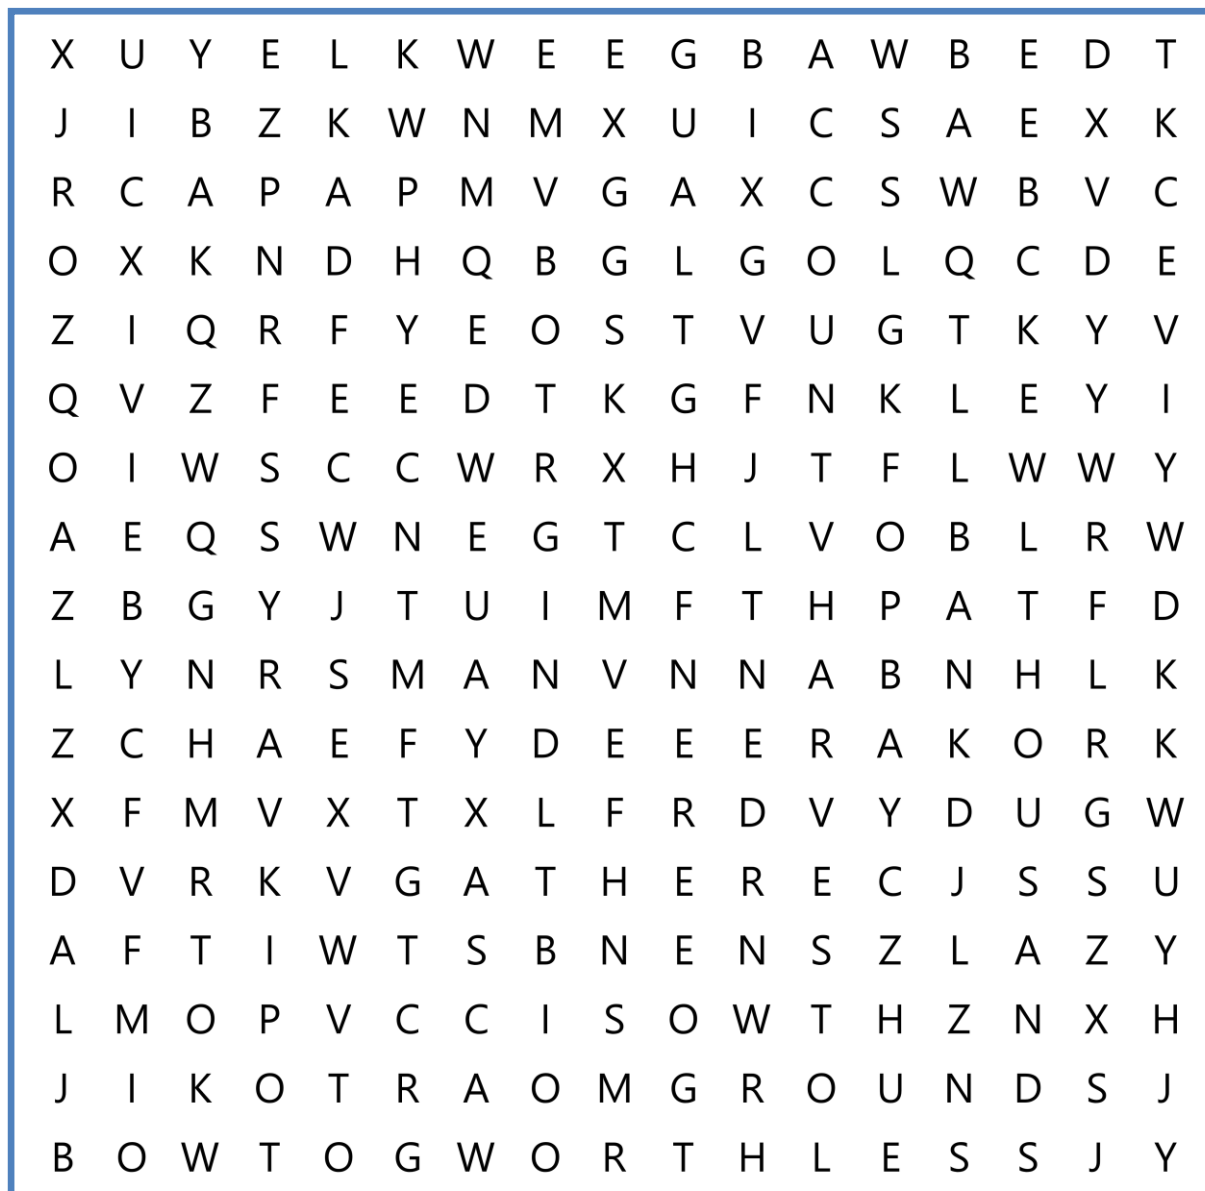 X U Y E L K W E E G B A W B E D T
J I B Z K W N M X U I C S A E X K
R C A P A P M V G A X C S W B V C
O X K N D H Q B G L G O L Q C D E
Z I Q R F Y E O S T V U G T K Y V
Q V Z F E E D T K G F N K L E Y I
O I W S C C W R X H J T F L W W Y
A E Q S W N E G T C L V O B L R W
Z B G Y J T U I M F T H P A T F D
L Y N R S M A N V N N A B N H L K
Z C H A E F Y D E E E R A K O R K
X F M V X T X L F R D V Y D U G W
D V R K V G A T H E R E C J S S U
A F T I W T S B N E N S Z L A Z Y
L M O P V C C I S O W T H Z N X H
J I K O T R A O M G R O U N D S J
B O W T O G W O R T H L E S S J Y